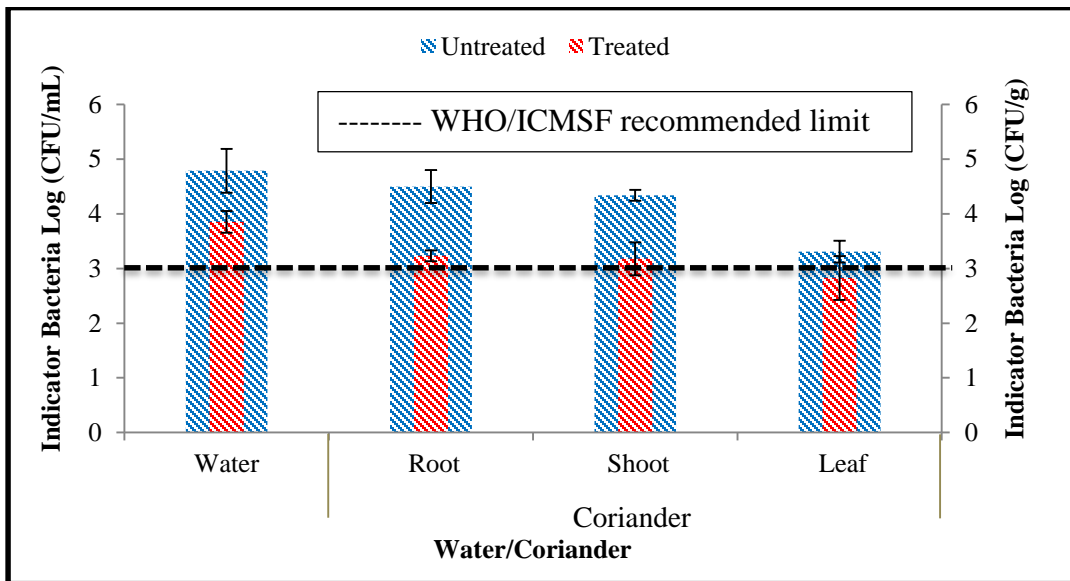 Untreated Treated
WHO/ICMSF recommended limit
Indicator Bacteria Log (CFU/mL)
6
5
4
3
2
1
0
6
5
4
3
2
1
0
Indicator Bacteria Log (CFU/g)
Water Root Shoot Leaf
Coriander
Water/Coriander